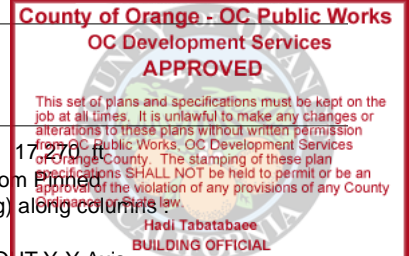 County of Orange - OC Public Works
OC Development Services
APPROVED
This set of plans and specifications must be kept on the
job at all times. It is unlawful to make any changes or
alterations to these plans without written permission
from OC Public Works, OC Development Services
17,270, ft
of Orange County. The stamping of these plan
specifications SHALL NOT be held to permit or be an
om Pinned
approval of the violation of any provisions of any County
Ordinance or State law.
g) along columns :
Hadi Tabatabaee
BUILDING OFFICIAL